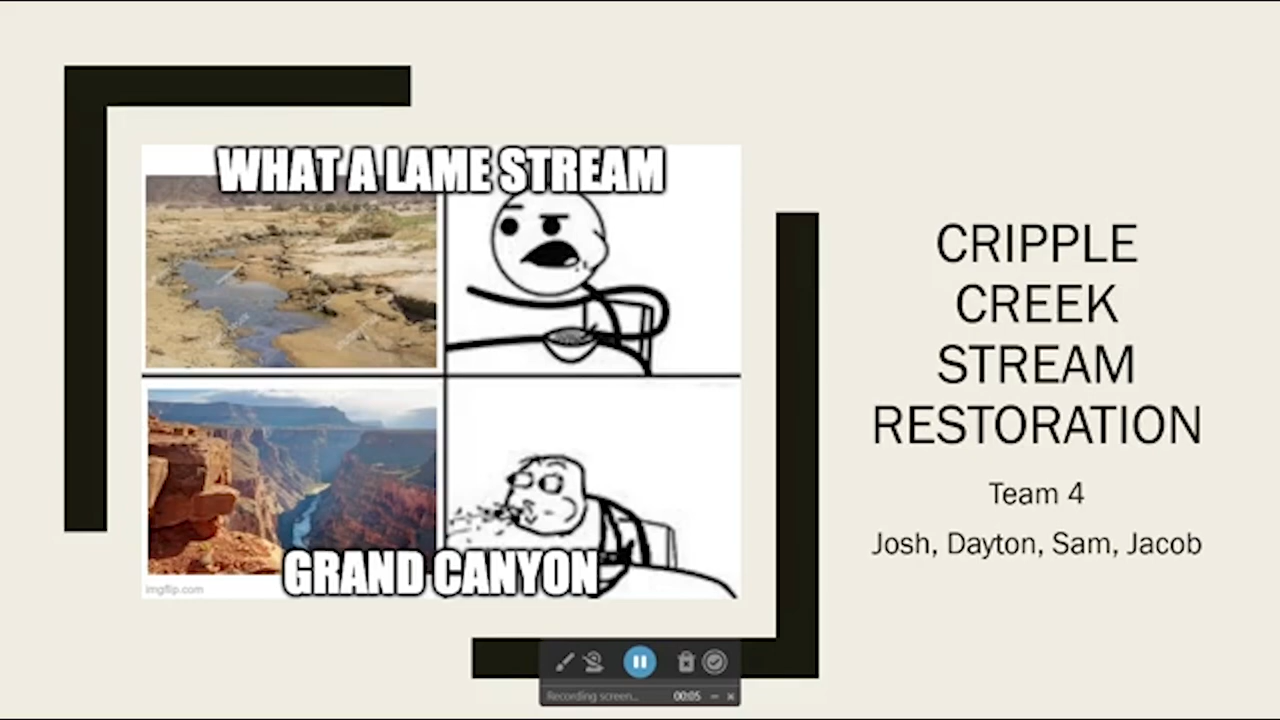 WHAT A LAME STREAM
GRAND CANYON
imgflip.com
CRIPPLE
CREEK
STREAM
RESTORATION
Team 4
Josh, Dayton, Sam, Jacob
Recording screen... 00:05